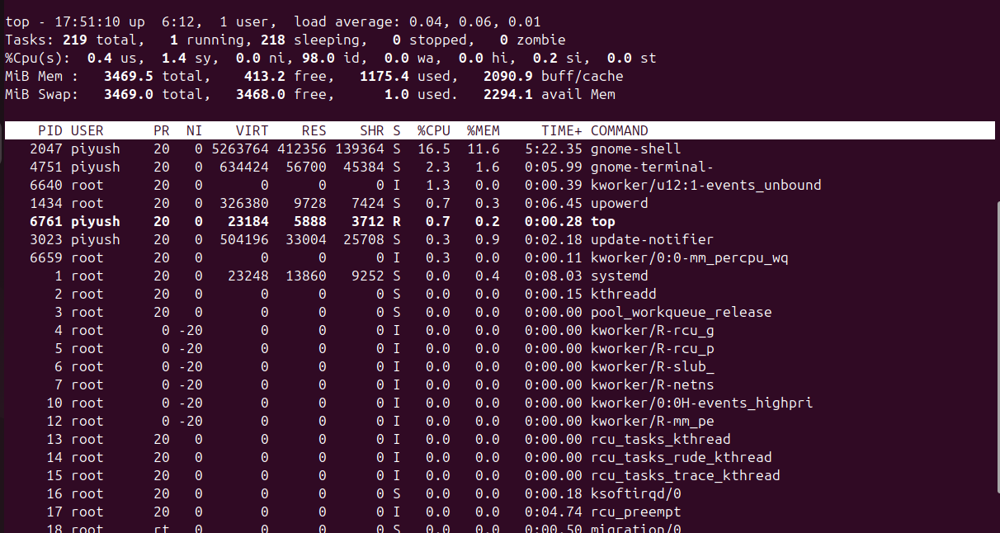 top - 17:51:10 up  6:12,  1 user,  load average: 0.04, 0.06, 0.01
Tasks: 219 total,   1 running, 218 sleeping,   0 stopped,   0 zombie
%Cpu(s):  0.4 us,  1.4 sy,  0.0 ni, 98.0 id,  0.0 wa,  0.0 hi,  0.2 si,  0.0 st
MiB Mem :   3469.5 total,    413.2 free,   1175.4 used,   2090.9 buff/cache
MiB Swap:   3469.0 total,   3468.0 free,      1.0 used.   2294.1 avail Mem
    PID USER      PR  NI    VIRT    RES    SHR S  %CPU  %MEM     TIME+ COMMAND
   2047 piyush    20   0 5263764 412356 139364 S  16.5  11.6   5:22.35 gnome-shell
   4751 piyush    20   0  634424  56700  45384 S   2.3   1.6   0:05.99 gnome-terminal-
   6640 root      20   0       0      0      0 I   1.3   0.0   0:00.39 kworker/u12:1-events_unbound
   1434 root      20   0  326380   9728   7424 S   0.7   0.3   0:06.45 upowerd
   6761 piyush    20   0   23184   5888   3712 R   0.7   0.2   0:00.28 top
   3023 piyush    20   0  504196  33004  25708 S   0.3   0.9   0:02.18 update-notifier
   6659 root      20   0       0      0      0 I   0.3   0.0   0:00.11 kworker/0:0-mm_percpu_wq
      1 root      20   0   23248  13860   9252 S   0.0   0.4   0:08.03 systemd
      2 root      20   0       0      0      0 S   0.0   0.0   0:00.15 kthreadd
      3 root      20   0       0      0      0 S   0.0   0.0   0:00.00 pool_workqueue_release
      4 root       0 -20       0      0      0 I   0.0   0.0   0:00.00 kworker/R-rcu_g
      5 root       0 -20       0      0      0 I   0.0   0.0   0:00.00 kworker/R-rcu_p
      6 root       0 -20       0      0      0 I   0.0   0.0   0:00.00 kworker/R-slub_
      7 root       0 -20       0      0      0 I   0.0   0.0   0:00.00 kworker/R-netns
     10 root       0 -20       0      0      0 I   0.0   0.0   0:00.00 kworker/0:0H-events_highpri
     12 root       0 -20       0      0      0 I   0.0   0.0   0:00.00 kworker/R-mm_pe
     13 root      20   0       0      0      0 I   0.0   0.0   0:00.00 rcu_tasks_kthread
     14 root      20   0       0      0      0 I   0.0   0.0   0:00.00 rcu_tasks_rude_kthread
     15 root      20   0       0      0      0 I   0.0   0.0   0:00.00 rcu_tasks_trace_kthread
     16 root      20   0       0      0      0 S   0.0   0.0   0:00.18 ksoftirqd/0
     17 root      20   0       0      0      0 I   0.0   0.0   0:04.74 rcu_preempt
     18 root      rt   0       0      0      0 S   0.0   0.0   0:00.50 migration/0